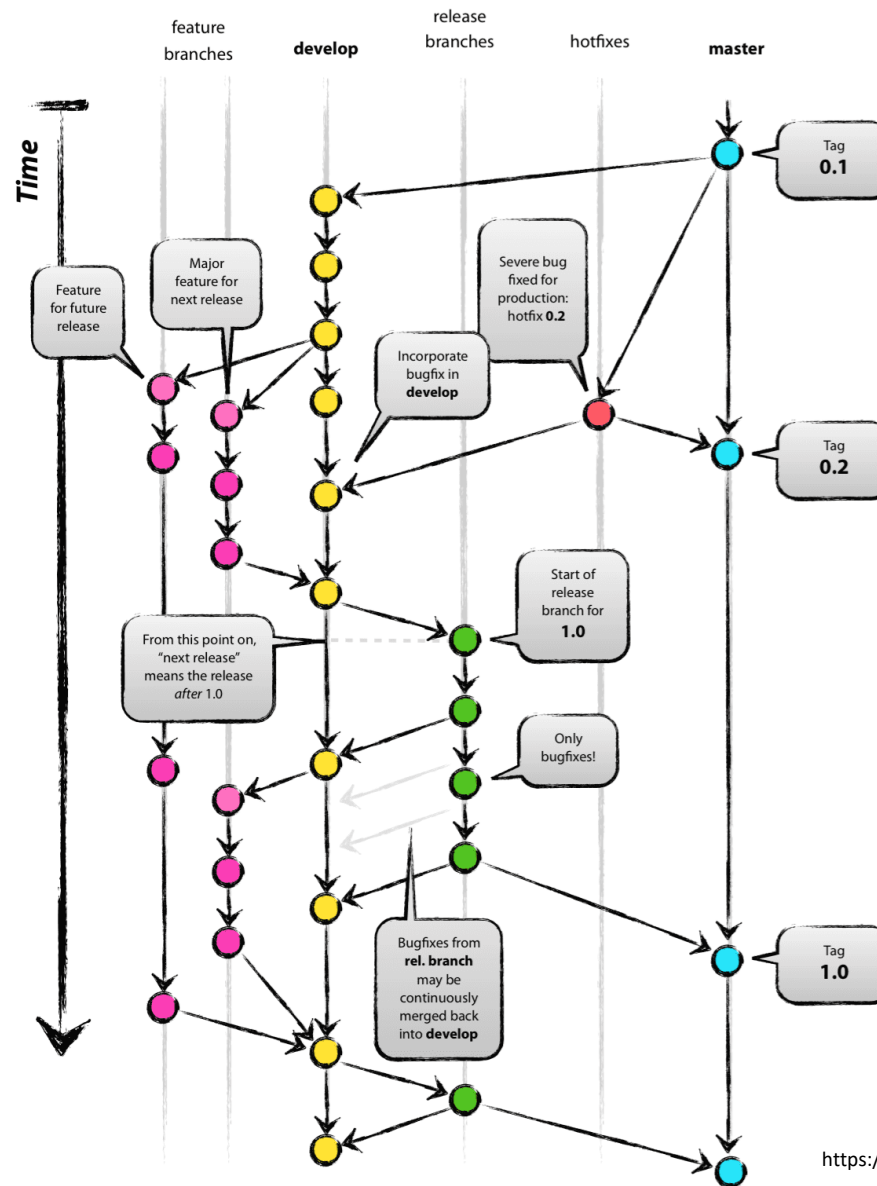 feature
branches
develop
release
branches
hotfixes
master
Time
Tag
0.1
Major
feature for
next release
Severe bug
fixed for
production:
hotfix 0.2
Feature
for future
release
Incorporate
bugfix in
develop
Tag
0.2
Start of
release
branch for
1.0
From this point on,
“next release”
means the release
after 1.0
Only
bugfixes!
Bugfixes from
rel. branch
may be
continuously
merged back
into develop
Tag
1.0
https:/